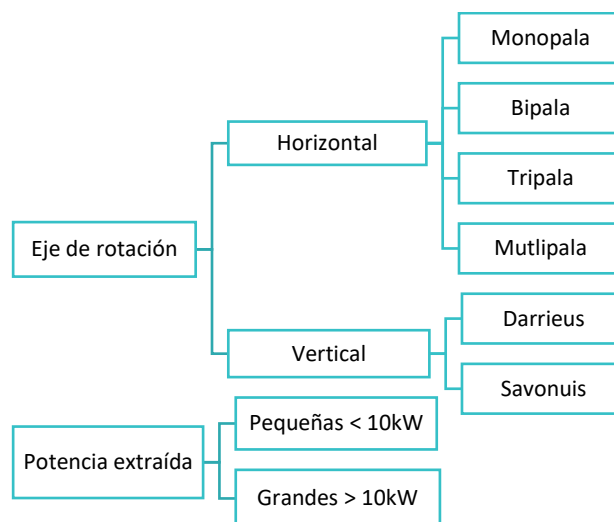 Eje de rotación
Horizontal
Monopala
Bipala
Tripala
Mutlipala
Vertical
Darrieus
Savonuis
Potencia extraída
Pequeñas < 10kW
Grandes > 10kW